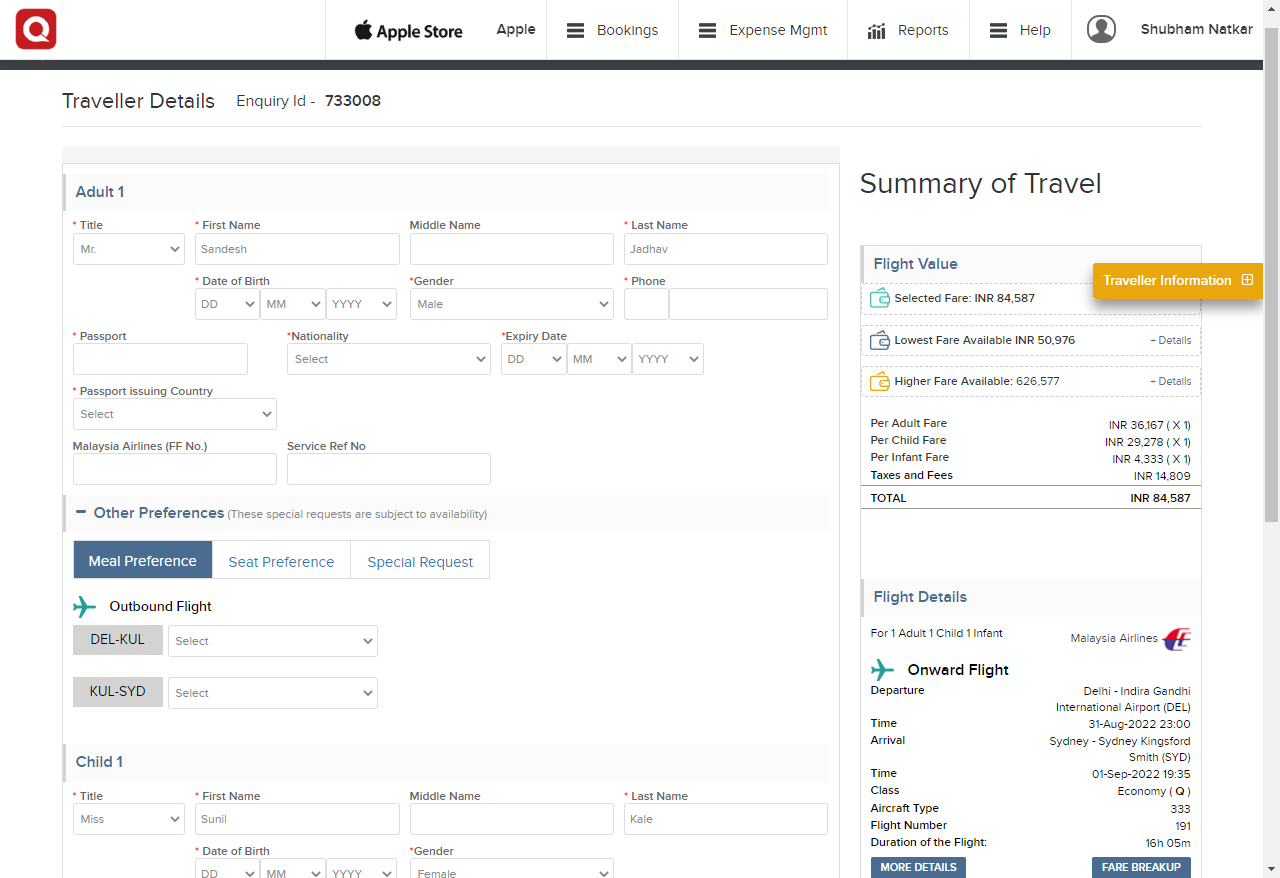 Q Apple Store Apple Bookings Expense Mgmt Reports Help Shubham Natkar
Traveller Details Enquiry Id - 733008
Adult 1
* Title * First Name Middle Name * Last Name
Mr. Sandesh Jadhav
* Date of Birth *Gender * Phone
DD MM YYYY Male
* Passport *Nationality *Expiry Date
Select DD MM YYYY
* Passport issuing Country
Select
Malaysia Airlines (FF No.) Service Ref No
Other Preferences (These special requests are subject to availability)
Meal Preference Seat Preference Special Request
Outbound Flight
DEL-KUL Select
KUL-SYD Select
Child 1
* Title * First Name Middle Name * Last Name
Miss Sunil Kale
* Date of Birth *Gender
DD MM YYYY Female
Summary of Travel
Flight Value
Traveller Information
Selected Fare: INR 84,587
Lowest Fare Available INR 50,976 + Details
Higher Fare Available: 626,577 + Details
Per Adult Fare INR 36,167 ( X 1)
Per Child Fare INR 29,278 ( X 1)
Per Infant Fare INR 4,333 ( X 1)
Taxes and Fees INR 14,809
TOTAL INR 84,587
Flight Details
For 1 Adult 1 Child 1 Infant Malaysia Airlines
Onward Flight
Departure Delhi - Indira Gandhi
International Airport (DEL)
Time 31-Aug-2022 23:00
Arrival Sydney - Sydney Kingsford
Smith (SYD)
Time 01-Sep-2022 19:35
Class Economy ( Q )
Aircraft Type 333
Flight Number 191
Duration of the Flight: 16h 05m
MORE DETAILS FARE BREAKUP